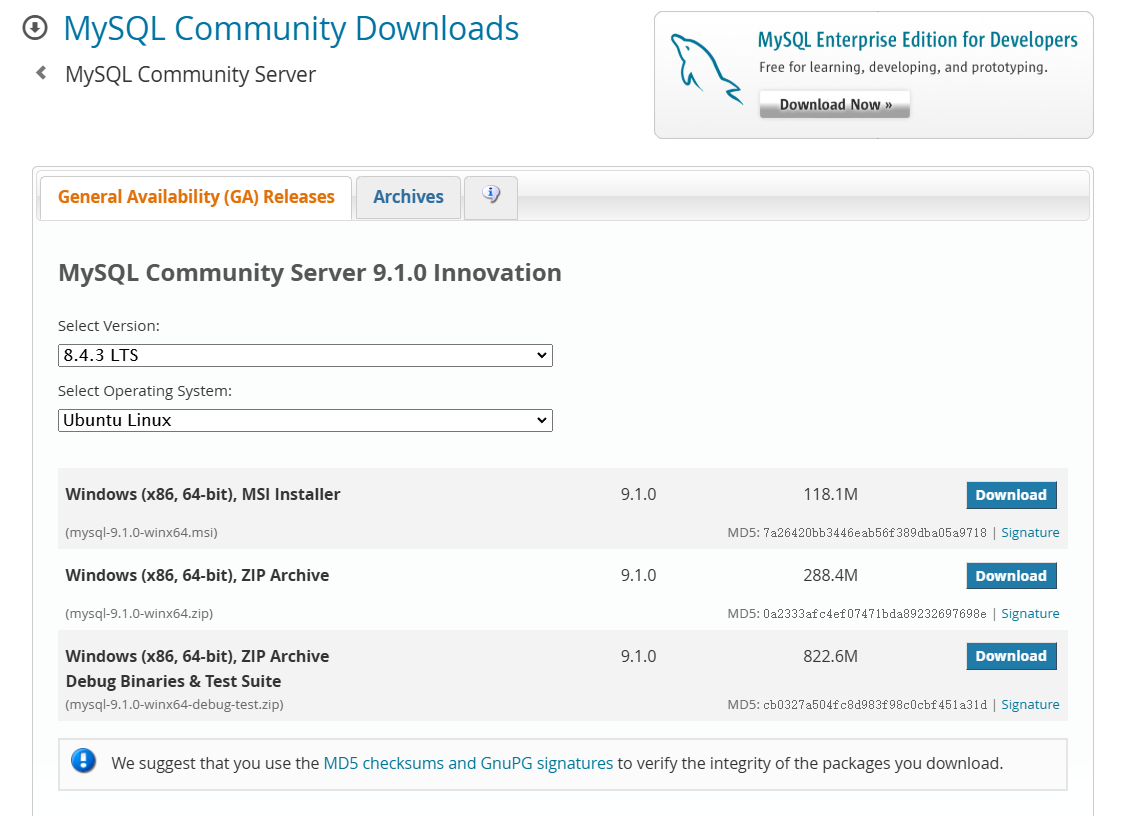 MySQL Community Downloads
MySQL Community Server
MySQL Enterprise Edition for Developers
Free for learning, developing, and prototyping.
Download Now »
General Availability (GA) Releases
Archives
MySQL Community Server 9.1.0 Innovation
Select Version:
8.4.3 LTS
Select Operating System:
Ubuntu Linux
Windows (x86, 64-bit), MSI Installer 9.1.0 118.1M Download
(mysql-9.1.0-winx64.msi) MD5: 7a26420bb3446eab56f389dba05a9718 | Signature
Windows (x86, 64-bit), ZIP Archive 9.1.0 288.4M Download
(mysql-9.1.0-winx64.zip) MD5: 0a2333afc4ef07471bda89232697698e | Signature
Windows (x86, 64-bit), ZIP Archive 9.1.0 822.6M Download
Debug Binaries & Test Suite
(mysql-9.1.0-winx64-debug-test.zip) MD5: cb0327a504fc8d983f98c0cbf451a31d | Signature
We suggest that you use the MD5 checksums and GnuPG signatures to verify the integrity of the packages you download.